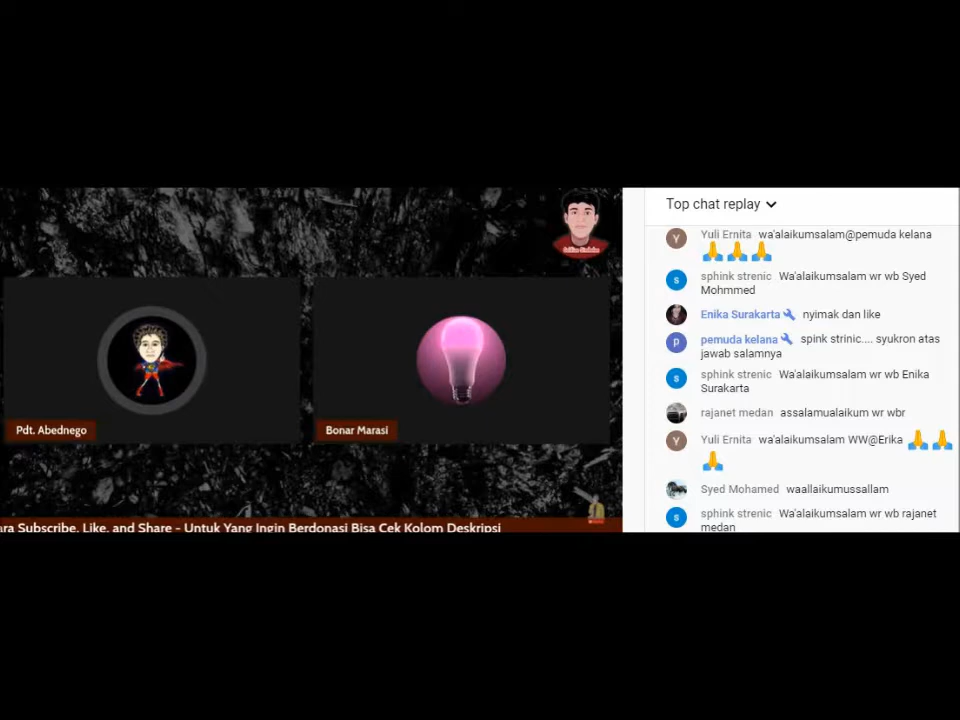 Top chat replay
Yuli Ernita wa'alaikumsalam@pemuda kelana
sphink strenic Wa'alaikumsalam wr wb Syed
Mohmmed
Enika Surakarta nyimak dan like
pemuda kelana spink strinic.... syukron atas
jawab salamnya
sphink strenic Wa'alaikumsalam wr wb Enika
Surakarta
rajanet medan assalamualaikum wr wbr
Yuli Ernita wa'alaikumsalam WW@Erika
Syed Mohamed waallaikumussallam
sphink strenic Wa'alaikumsalam wr wb rajanet
medan
Pdt. Abednego
Bonar Marasi
ara Subscribe, Like, and Share - Untuk Yang Ingin Berdonasi Bisa Cek Kolom Deskripsi